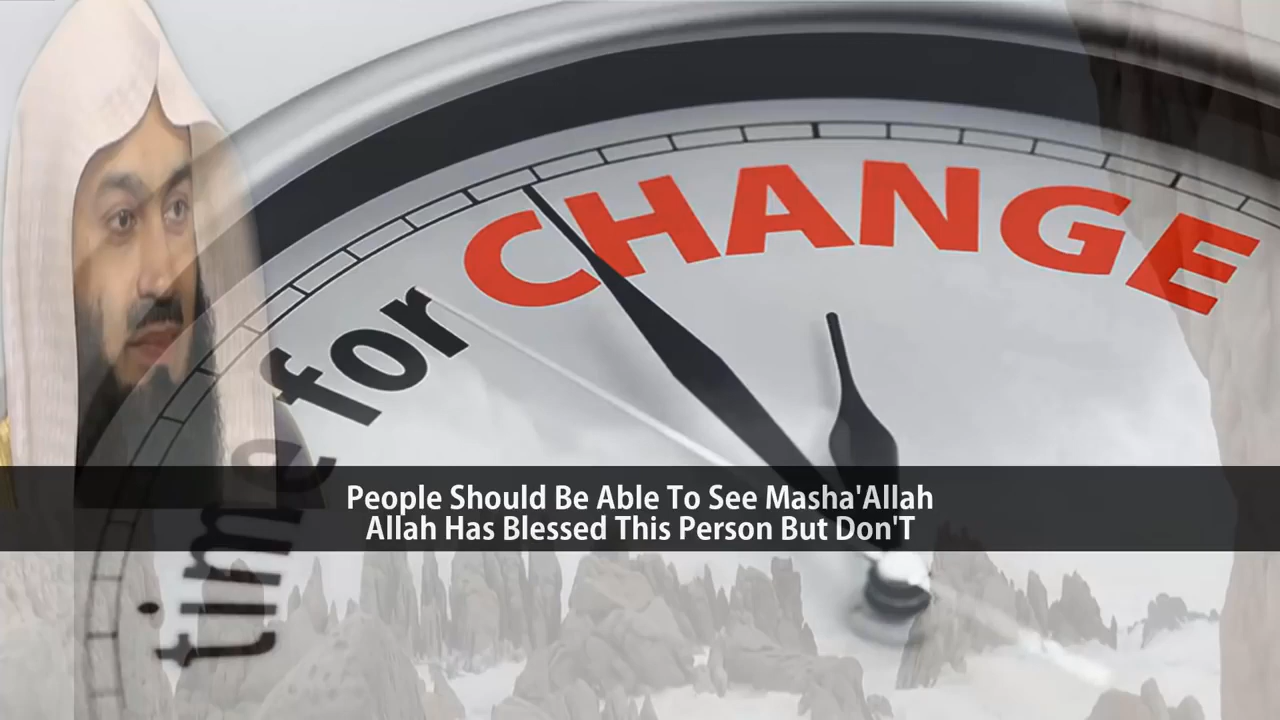 time for CHANGE
People Should Be Able To See Masha'Allah
Allah Has Blessed This Person But Don'T